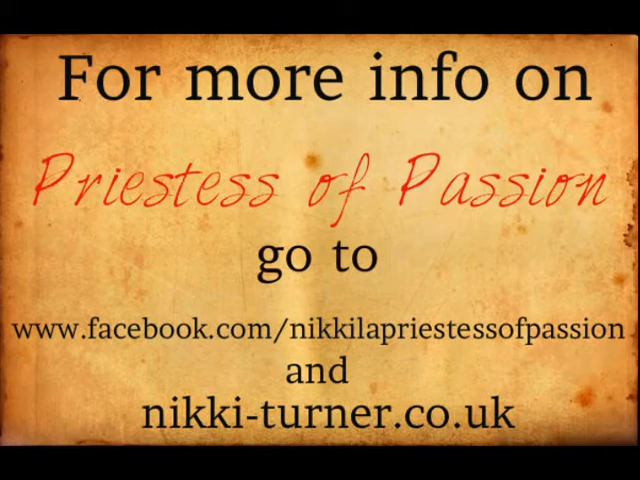 For more info on
Priestess of Passion
go to
www.facebook.com/nikkilapriestessofpassion
and
nikki-turner.co.uk